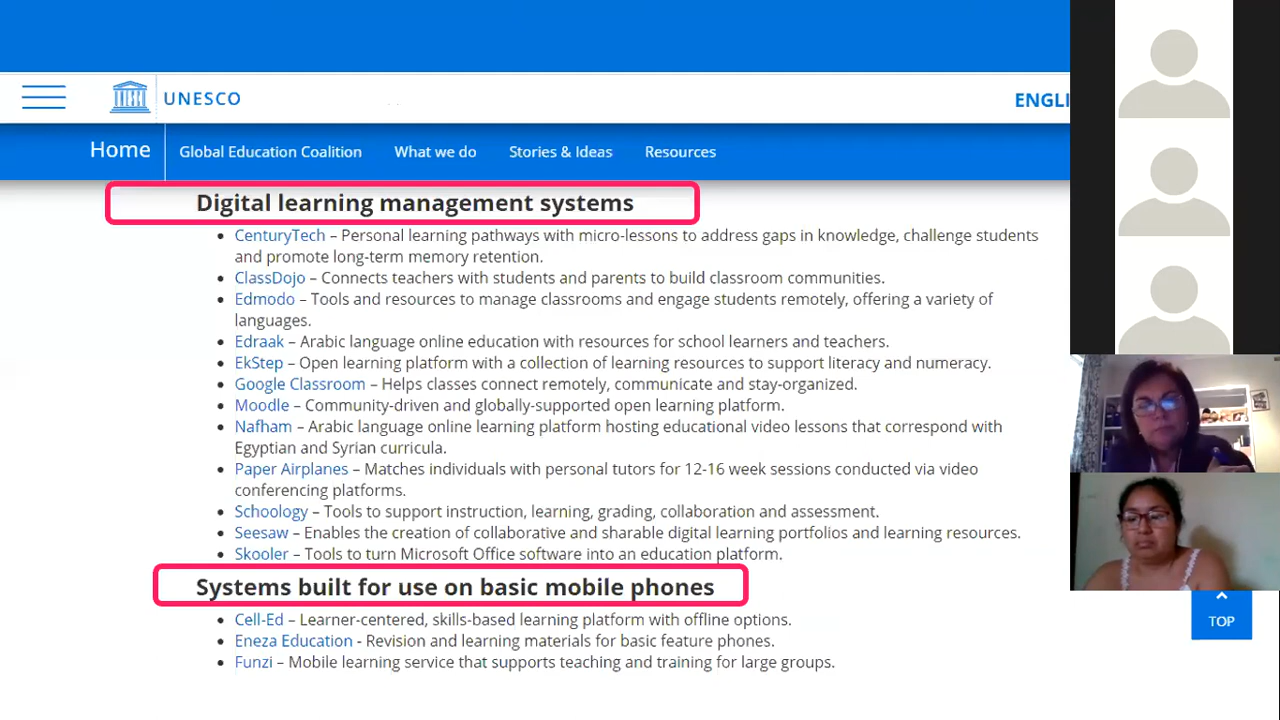 UNESCO
ENGLI
Home
Global Education Coalition
What we do
Stories & Ideas
Resources
Digital learning management systems
CenturyTech – Personal learning pathways with micro-lessons to address gaps in knowledge, challenge students
and promote long-term memory retention.
ClassDojo – Connects teachers with students and parents to build classroom communities.
Edmodo – Tools and resources to manage classrooms and engage students remotely, offering a variety of
languages.
Edraak – Arabic language online education with resources for school learners and teachers.
EkStep – Open learning platform with a collection of learning resources to support literacy and numeracy.
Google Classroom – Helps classes connect remotely, communicate and stay-organized.
Moodle – Community-driven and globally-supported open learning platform.
Nafham – Arabic language online learning platform hosting educational video lessons that correspond with
Egyptian and Syrian curricula.
Paper Airplanes – Matches individuals with personal tutors for 12-16 week sessions conducted via video
conferencing platforms.
Schoology – Tools to support instruction, learning, grading, collaboration and assessment.
Seesaw – Enables the creation of collaborative and sharable digital learning portfolios and learning resources.
Skooler – Tools to turn Microsoft Office software into an education platform.
Systems built for use on basic mobile phones
Cell-Ed – Learner-centered, skills-based learning platform with offline options.
Eneza Education - Revision and learning materials for basic feature phones.
Funzi – Mobile learning service that supports teaching and training for large groups.
TOP